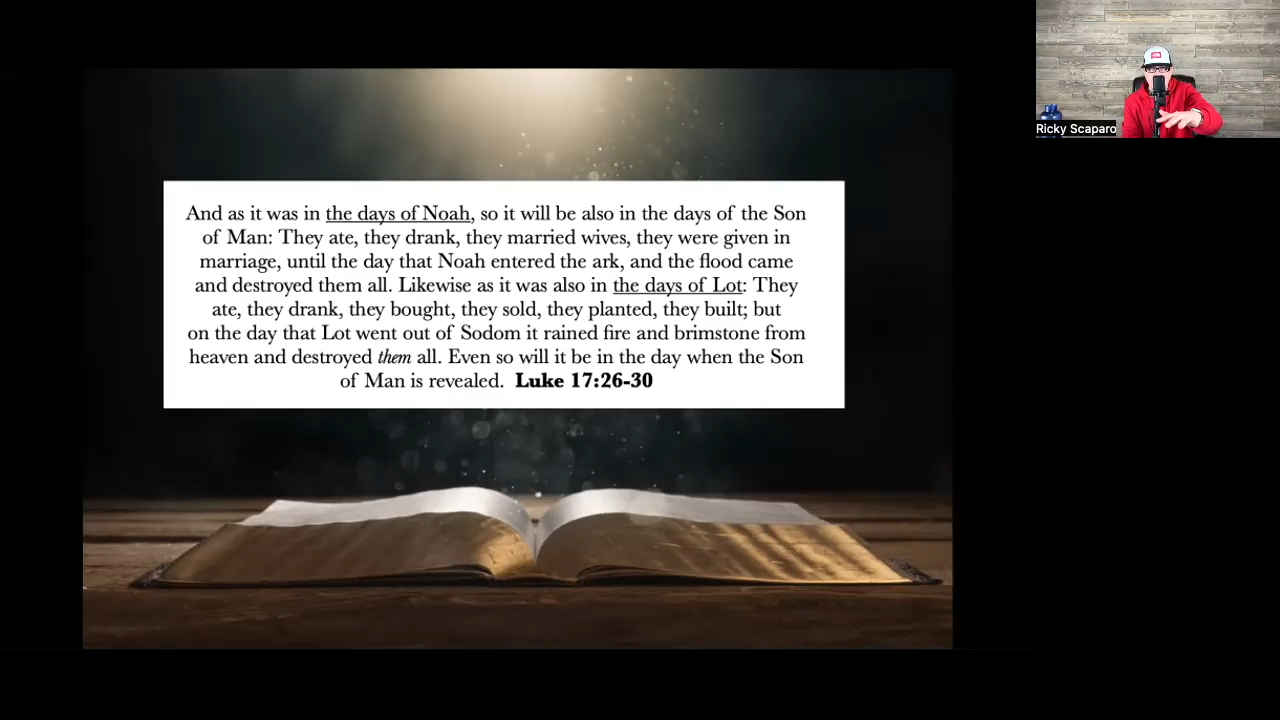 And as it was in the days of Noah, so it will be also in the days of the Son
of Man: They ate, they drank, they married wives, they were given in
marriage, until the day that Noah entered the ark, and the flood came
and destroyed them all. Likewise as it was also in the days of Lot: They
ate, they drank, they bought, they sold, they planted, they built; but
on the day that Lot went out of Sodom it rained fire and brimstone from
heaven and destroyed them all. Even so will it be in the day when the Son
of Man is revealed. Luke 17:26-30
Ricky Scaparo